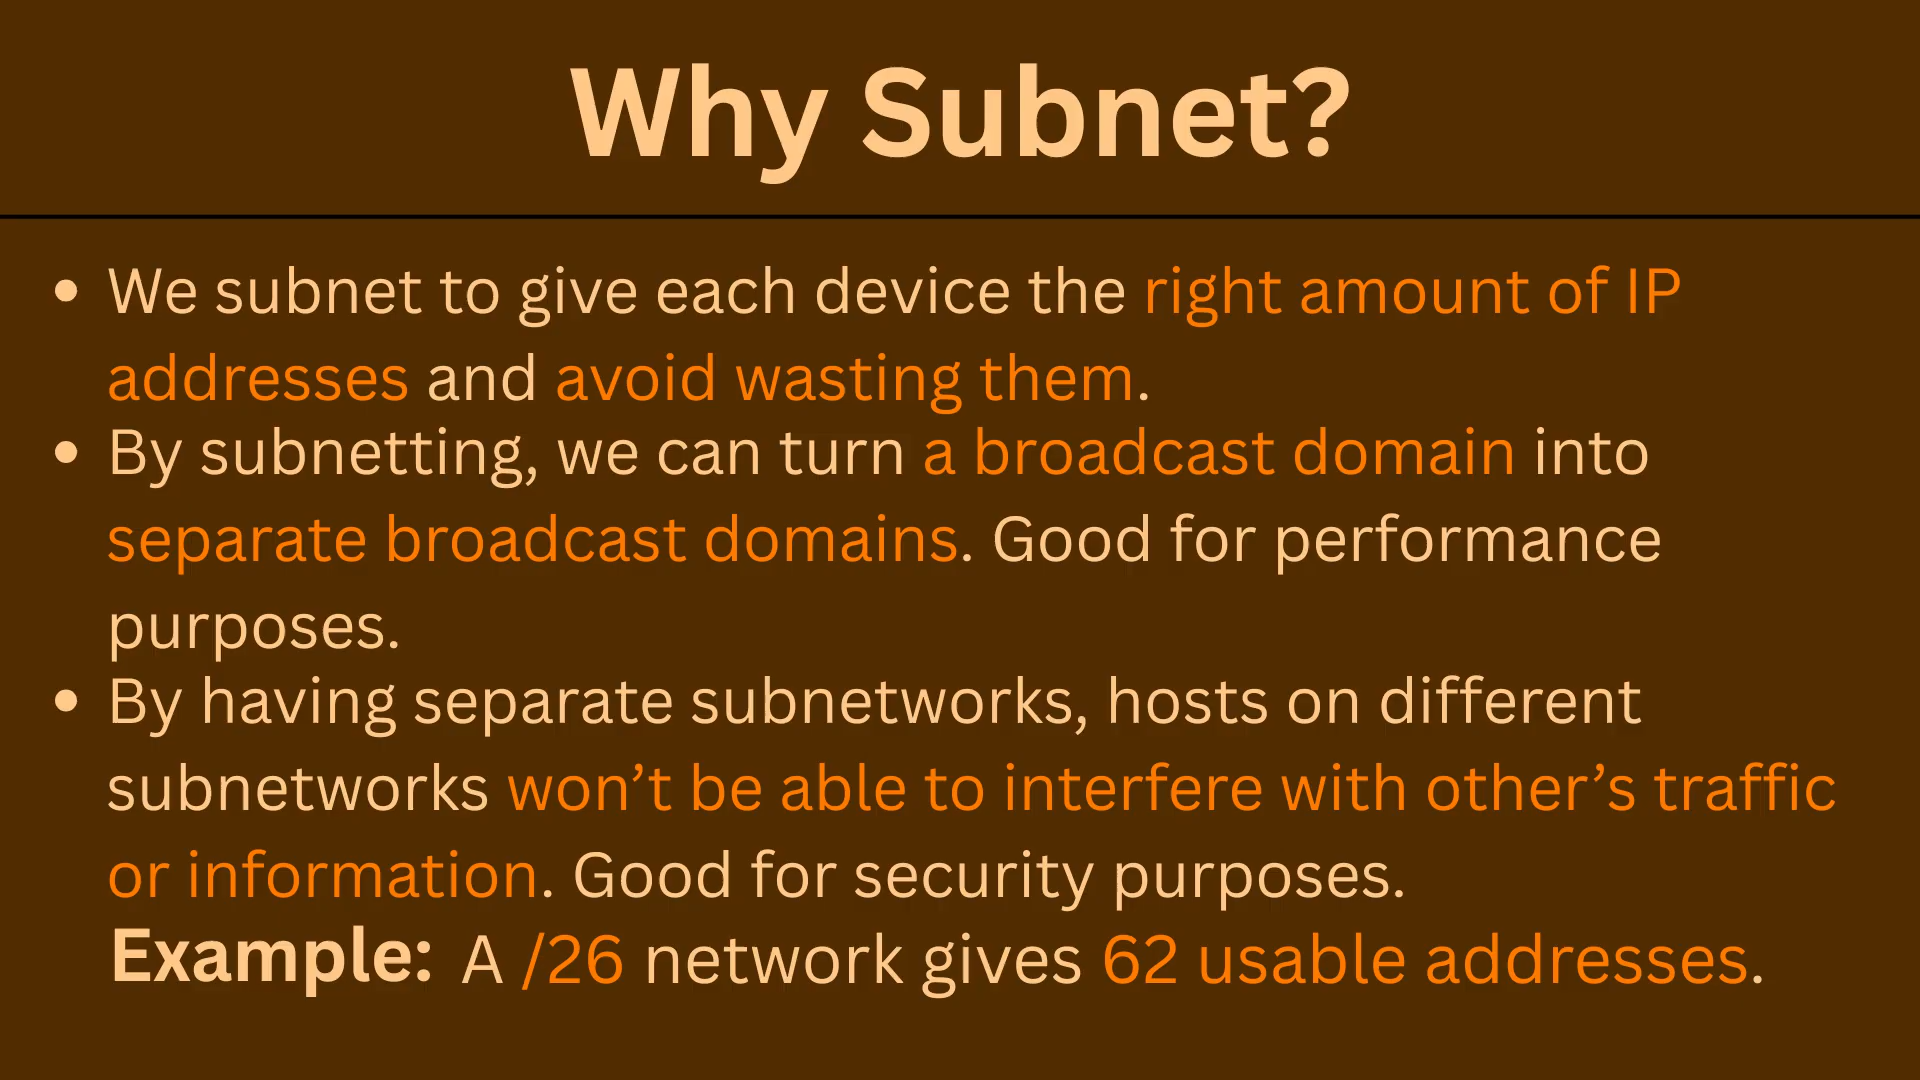 Why Subnet?
• We subnet to give each device the right amount of IP
addresses and avoid wasting them.
• By subnetting, we can turn a broadcast domain into
separate broadcast domains. Good for performance
purposes.
• By having separate subnetworks, hosts on different
subnetworks won’t be able to interfere with other’s traffic
or information. Good for security purposes.
Example: A /26 network gives 62 usable addresses.